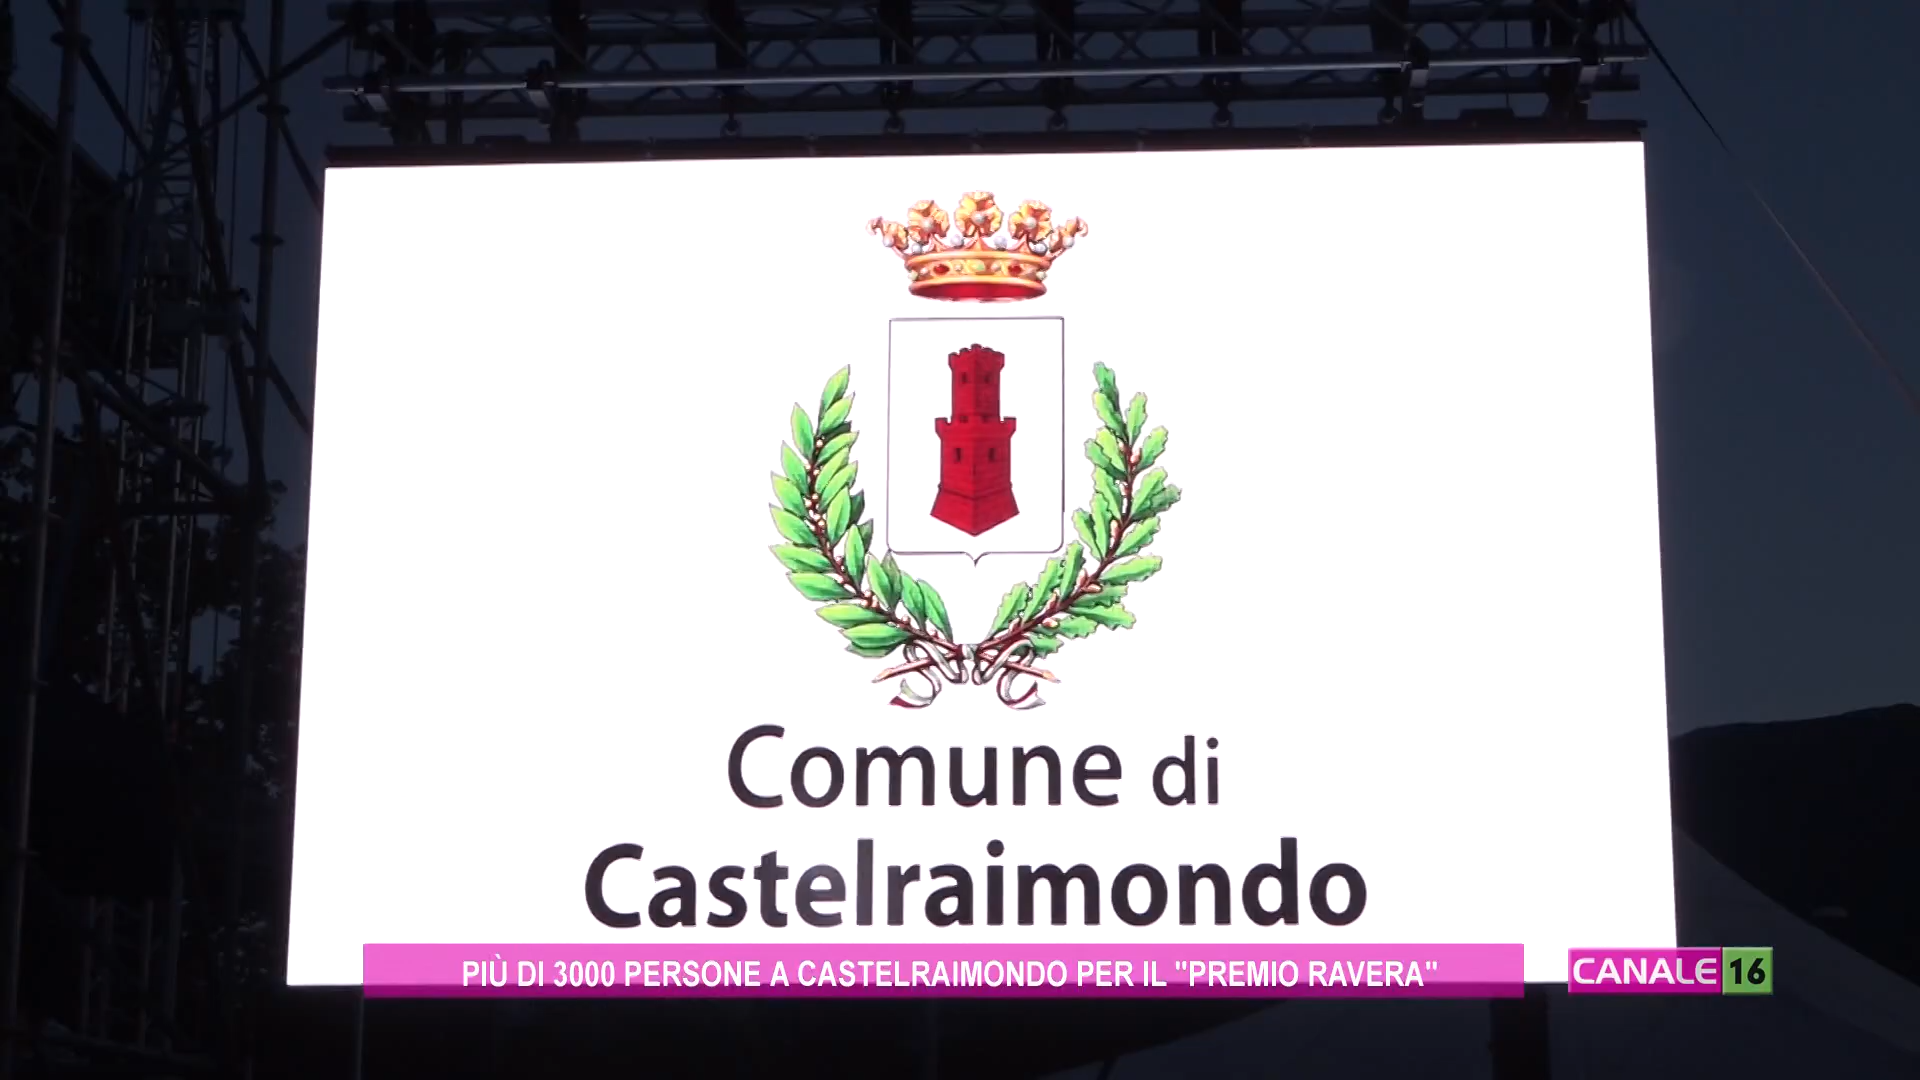 Comune di
Castelraimondo
PIÙ DI 3000 PERSONE A CASTELRAIMONDO PER IL "PREMIO RAVERA"
CANALE 16